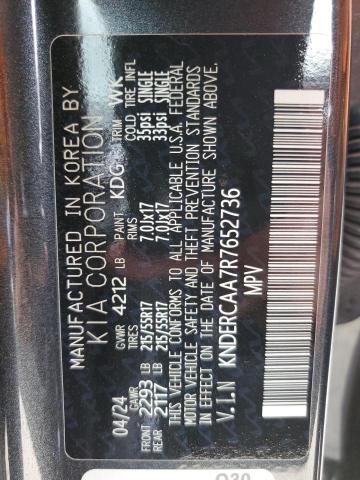 MANUFACTURED IN KOREA BY
KIA CORPORATION
04/24 GVWR 4212 LB PAINT KDG TRIM WK
GAWR RIMS COLD TIRE INFL
FRONT 2293 LB 215/55R17 7.0Jx17 35psi SINGLE
REAR 2117 LB 215/55R17 7.0Jx17 33psi SINGLE
THIS VEHICLE CONFORMS TO ALL APPLICABLE U.S.A. FEDERAL
MOTOR VEHICLE SAFETY AND THEFT PREVENTION STANDARDS
IN EFFECT ON THE DATE OF MANUFACTURE SHOWN ABOVE.
V.I.N KNDERCAA7R7652736
MPV